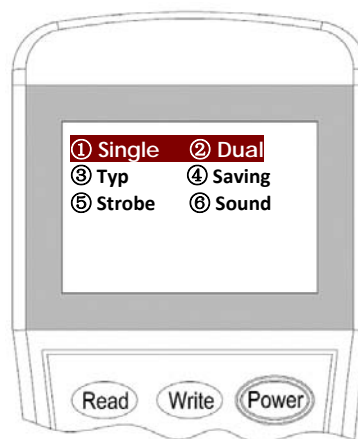 ① Single ② Dual
③ Typ ④ Saving
⑤ Strobe ⑥ Sound
Read Write Power